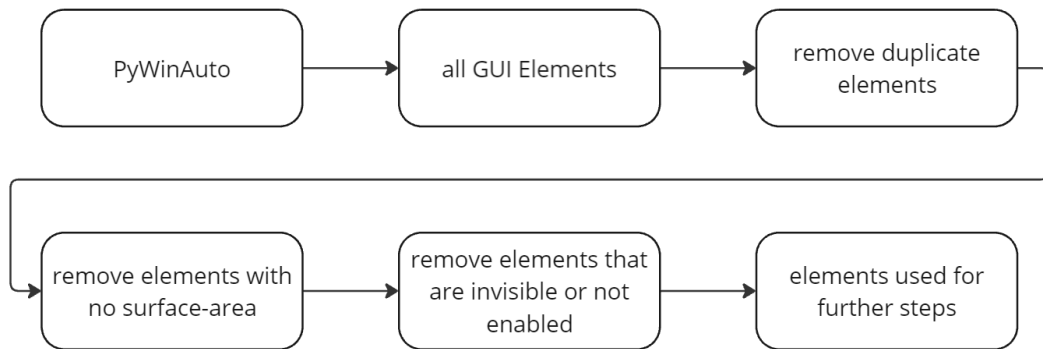 PyWinAuto
all GUI Elements
remove duplicate
elements
remove elements with
no surface-area
remove elements that
are invisible or not
enabled
elements used for
further steps